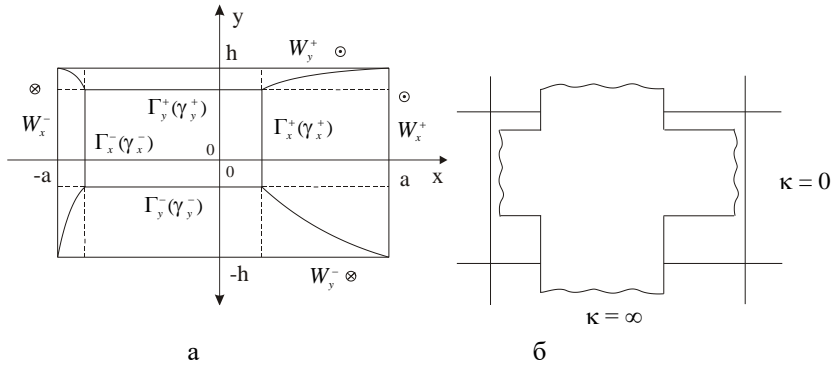 y
h
W_y^+ ⊙
⊗
Γ_y^+(γ_y^+)
⊙
W_x^-
Γ_x^-(γ_x^-)
Γ_x^+(γ_x^+)
W_x^+
0
-a
0
a
x
κ = 0
Γ_y^-(γ_y^-)
-h
W_y^- ⊗
κ = ∞
а
б